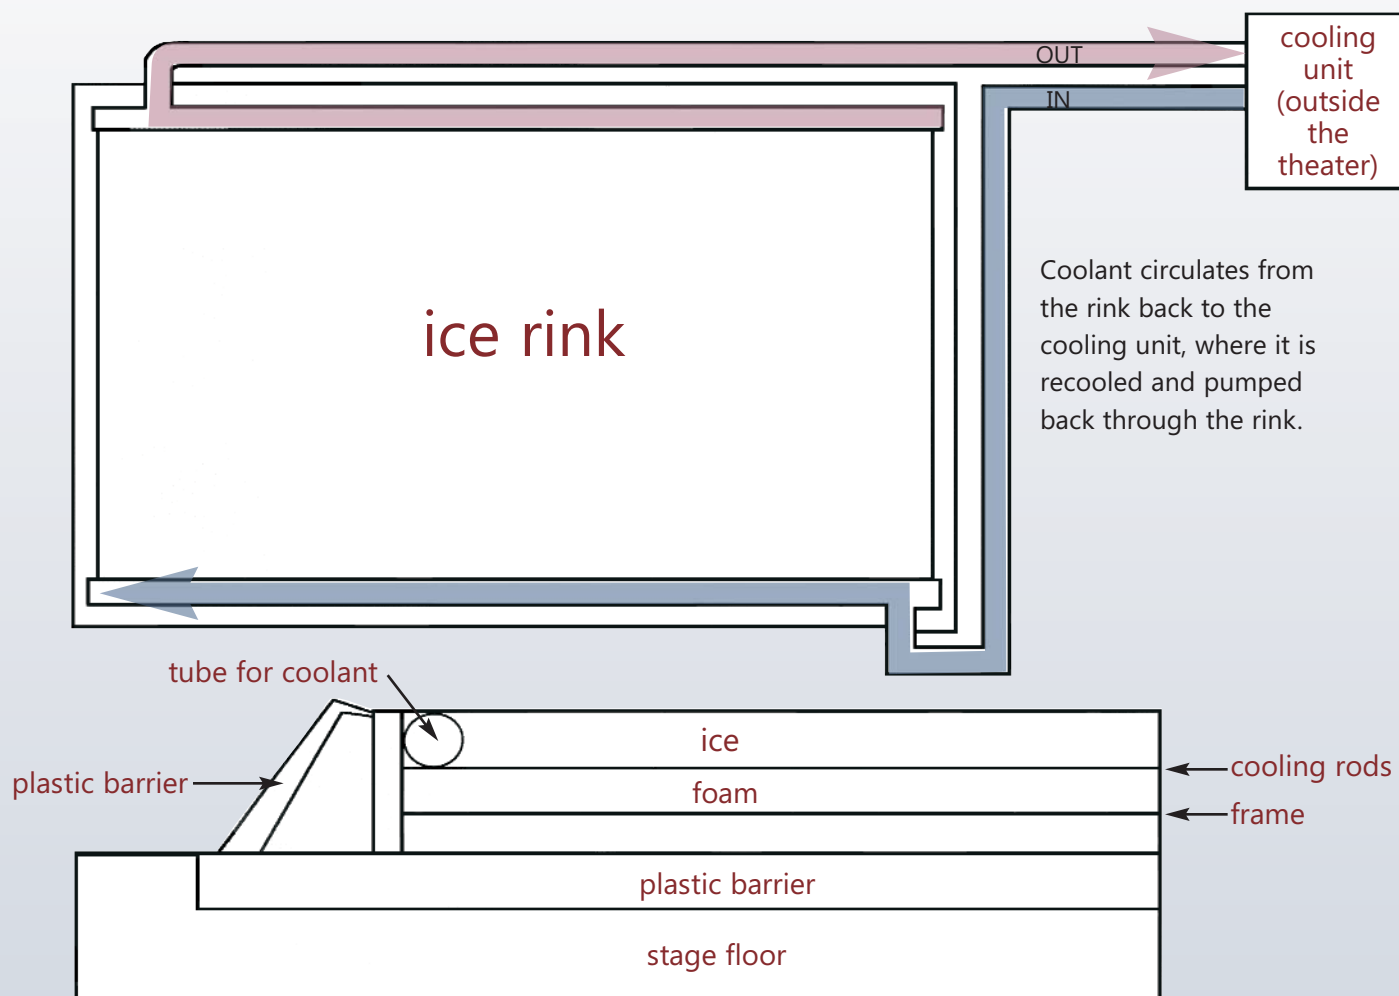 OUT
IN
cooling
unit
(outside
the
theater)
ice rink
Coolant circulates from
the rink back to the
cooling unit, where it is
recooled and pumped
back through the rink.
tube for coolant
ice
plastic barrier
cooling rods
foam
frame
plastic barrier
stage floor